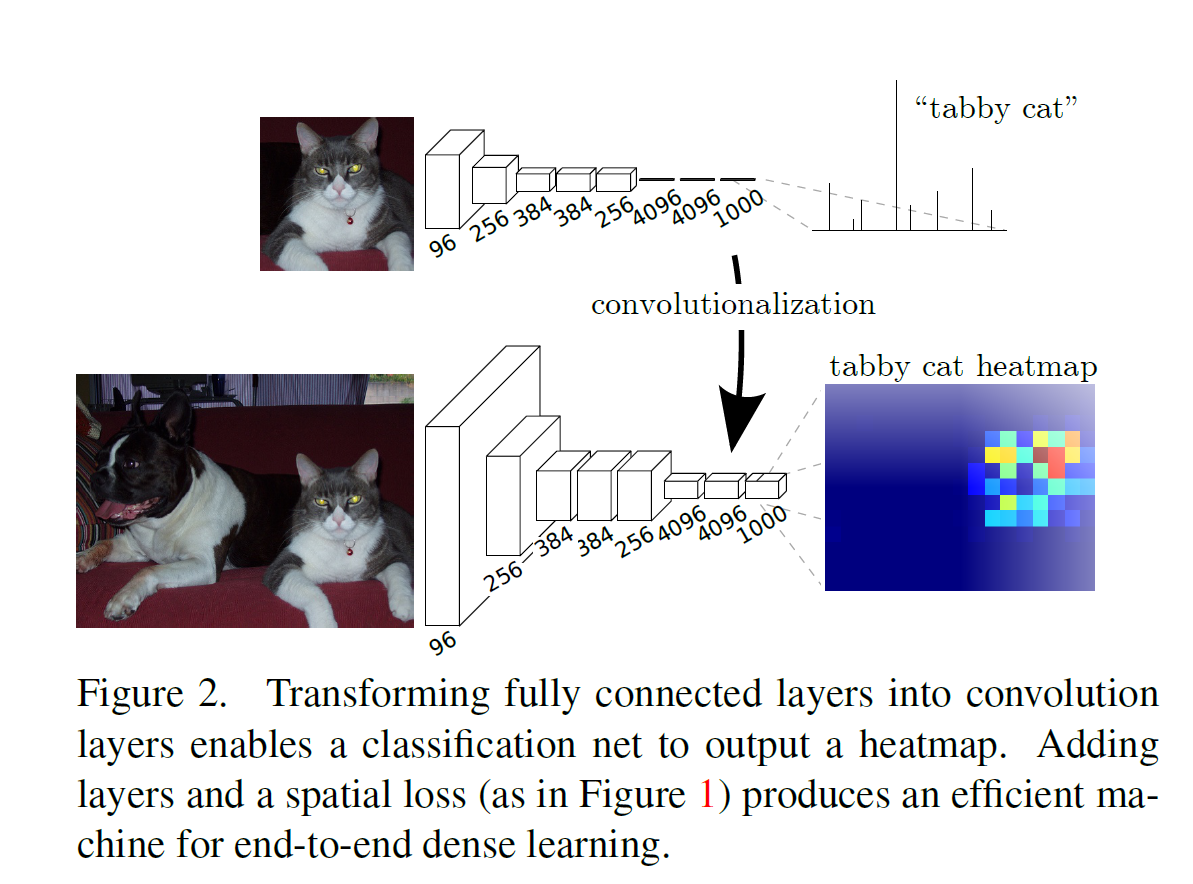 “tabby cat”
96
256
384
384
256
4096
4096
1000
convolutionalization
tabby cat heatmap
96
256
384
384
256
4096
4096
1000
Figure 2. Transforming fully connected layers into convolution
layers enables a classification net to output a heatmap. Adding
layers and a spatial loss (as in Figure 1) produces an efficient ma-
chine for end-to-end dense learning.